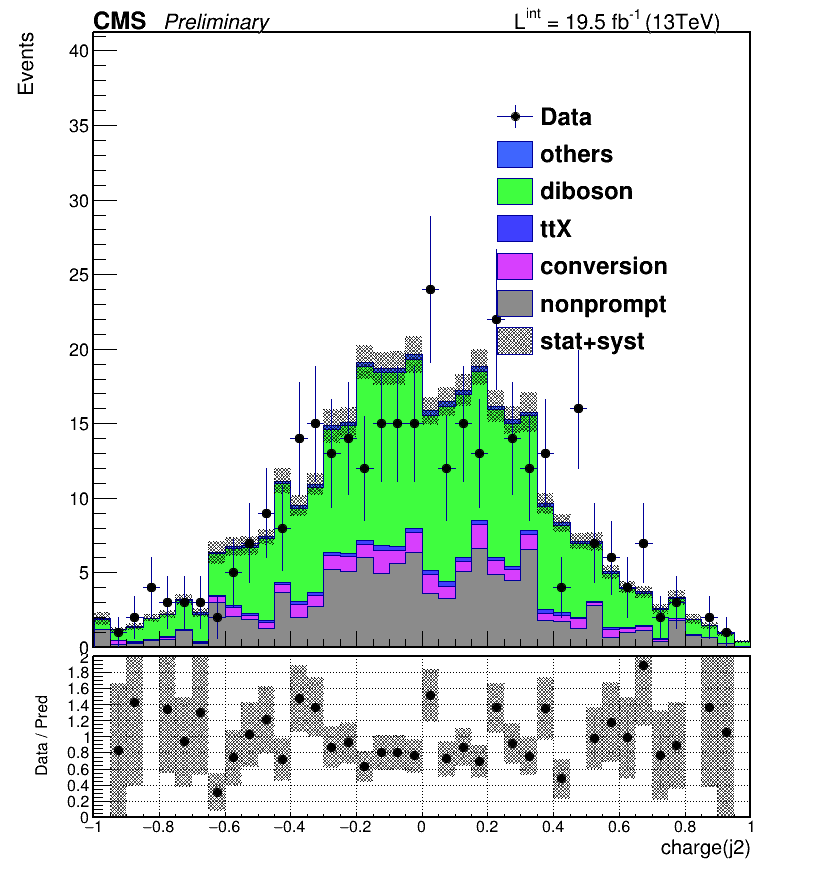 CMS Preliminary L^int = 19.5 fb^-1 (13TeV)
Events
40
35
30
25
20
15
10
5
0
Data
others
diboson
ttX
conversion
nonprompt
stat+syst
Data / Pred
2
1.8
1.6
1.4
1.2
1
0.8
0.6
0.4
0.2
0
−1 −0.8 −0.6 −0.4 −0.2 0 0.2 0.4 0.6 0.8 1
charge(j2)